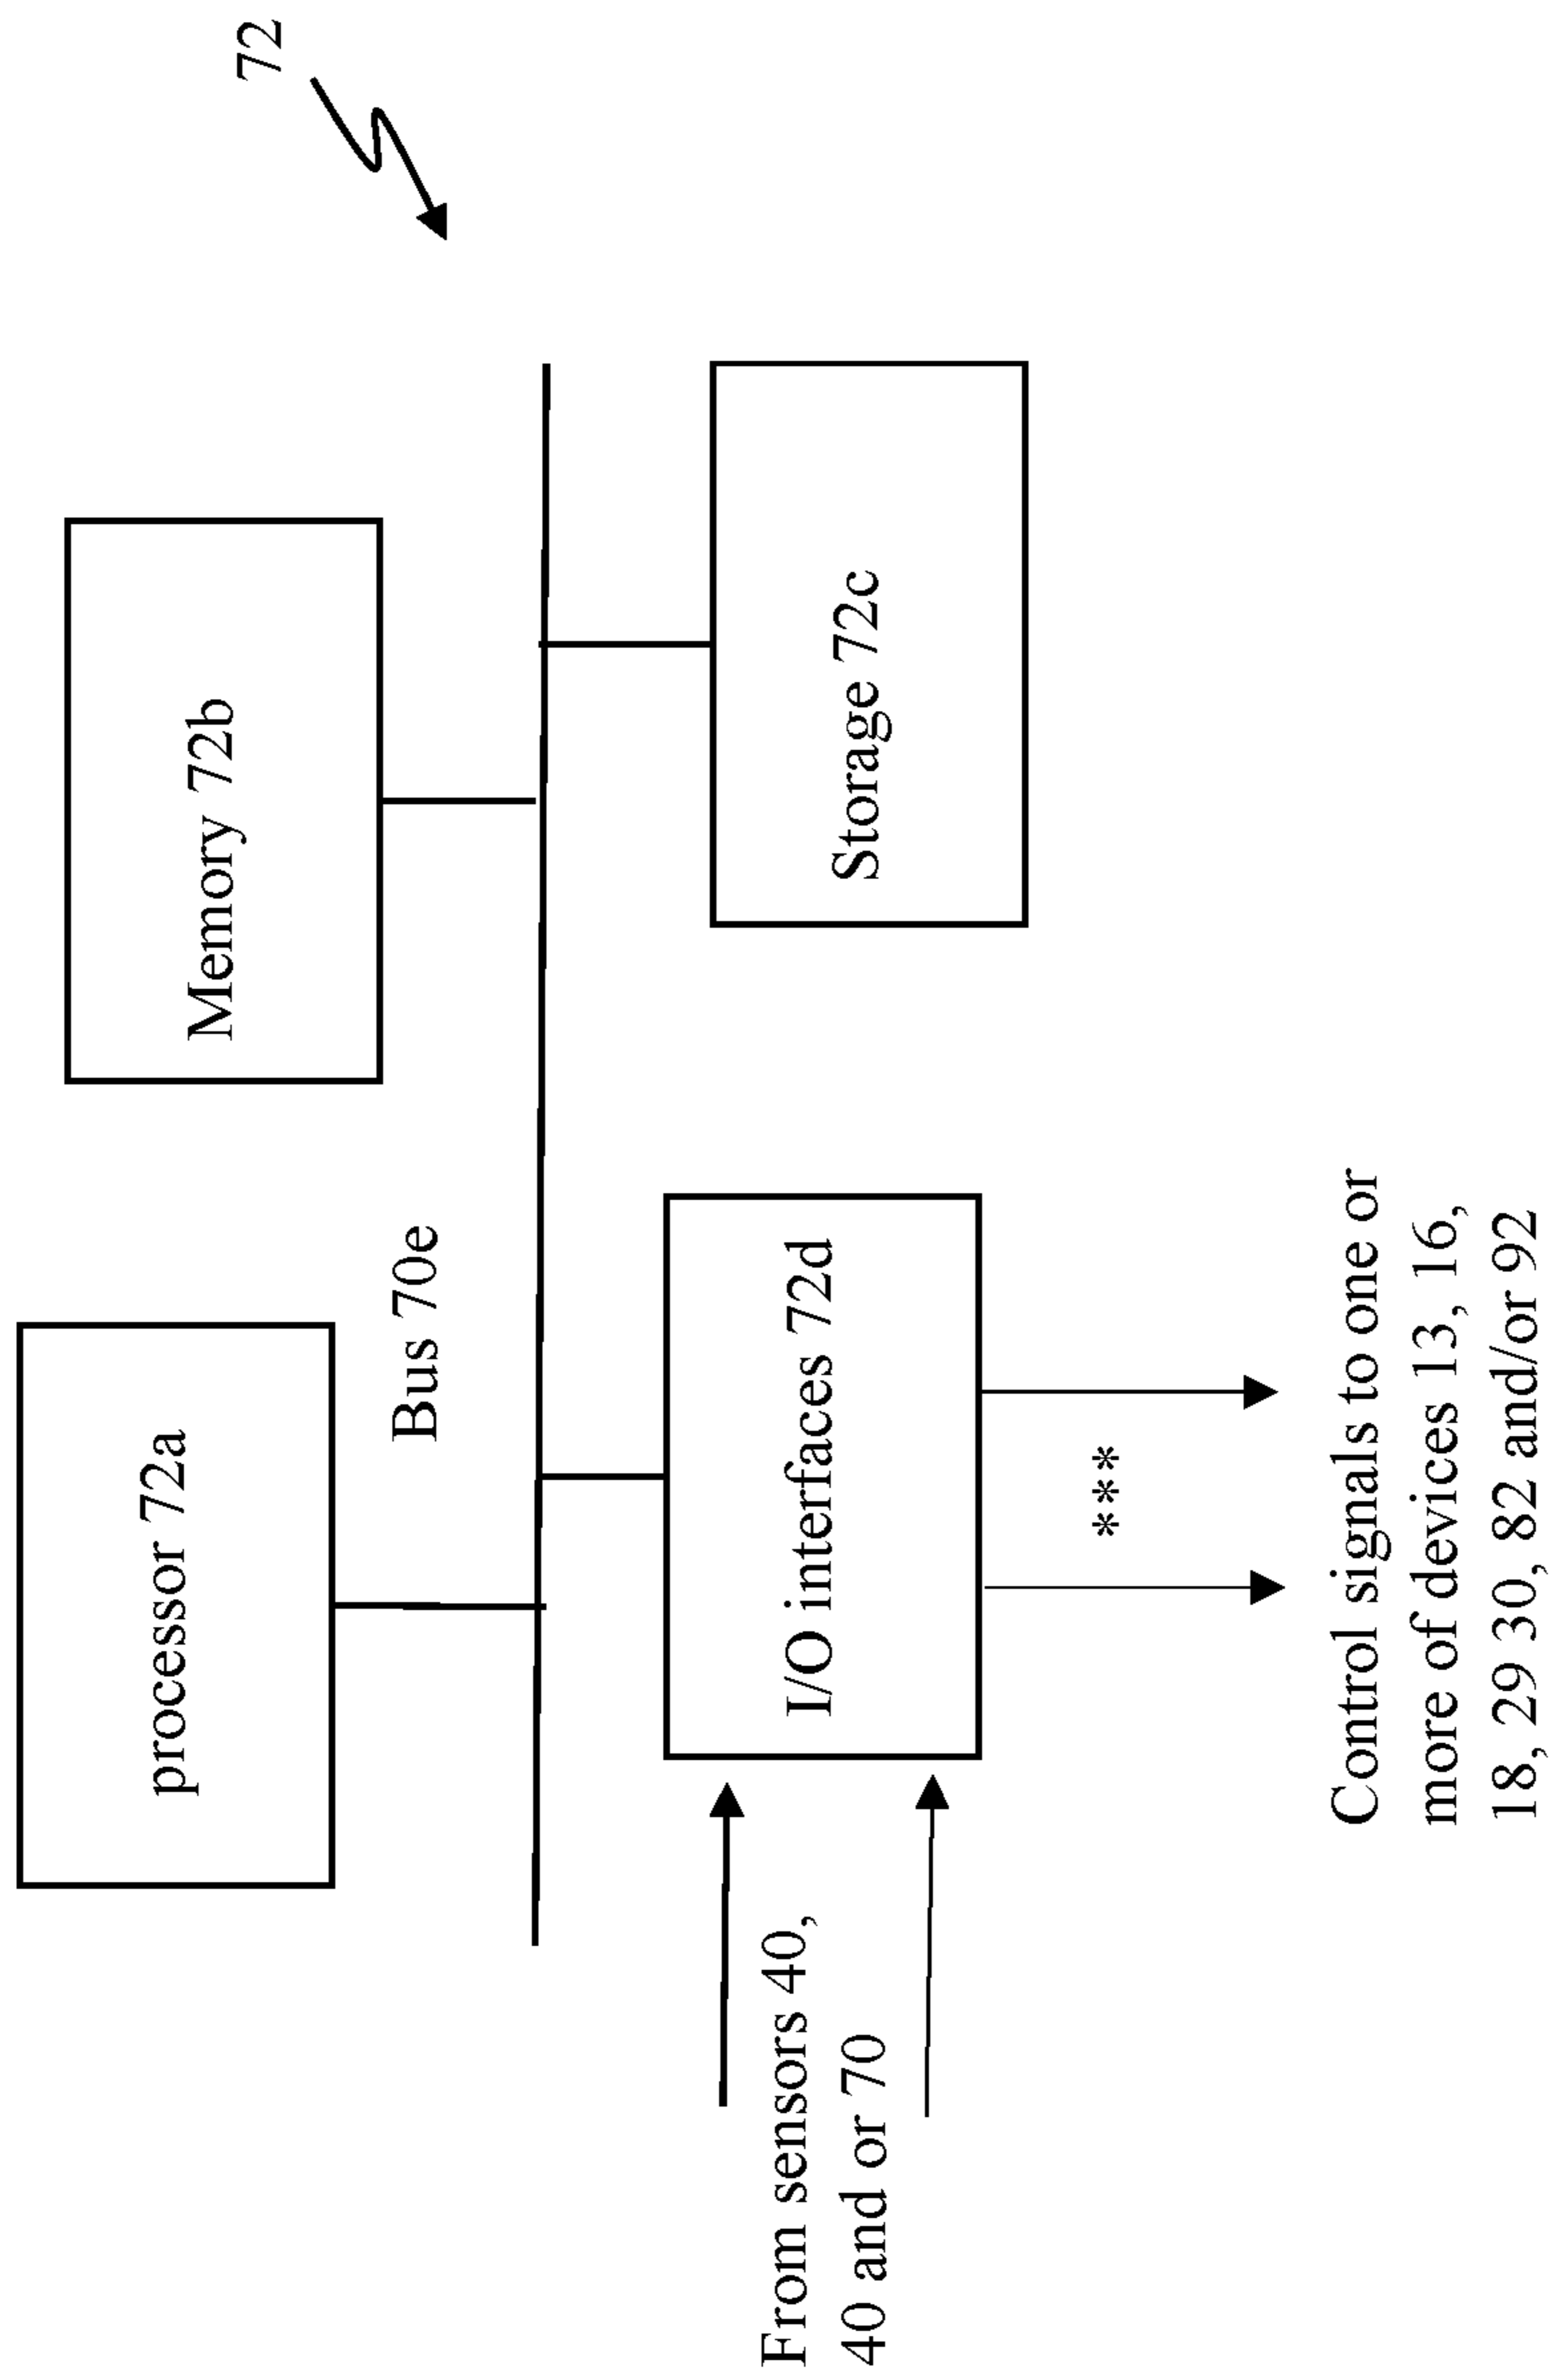 72
processor 72a
Memory 72b
Bus 70e
I/O interfaces 72d
Storage 72c
From sensors 40,
40 and or 70
***
Control signals to one or
more of devices 13, 16,
18, 29 30, 82 and/or 92